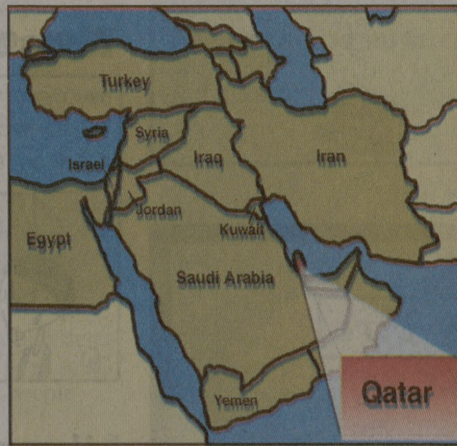 Turkey
Syria
Israel
Iraq
Iran
Jordan
Kuwait
Egypt
Saudi Arabia
Qatar
Yemen